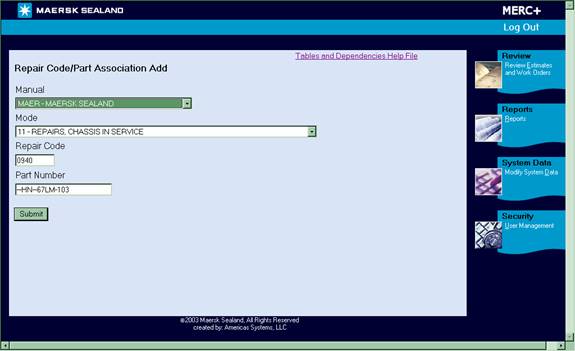 MAERSK SEALAND
MERC+
Log Out
Tables and Dependencies Help File
Repair Code/Part Association Add
Manual
MAER - MAERSK SEALAND
Mode
11 - REPAIRS, CHASSIS IN SERVICE
Repair Code
0940
Part Number
--HN--67LM-103
Submit
Review
Review Estimates
and Work Orders
Reports
Reports
System Data
Modify System Data
Security
User Management
©2003 Maersk Sealand, All Rights Reserved
created by: Americas Systems, LLC